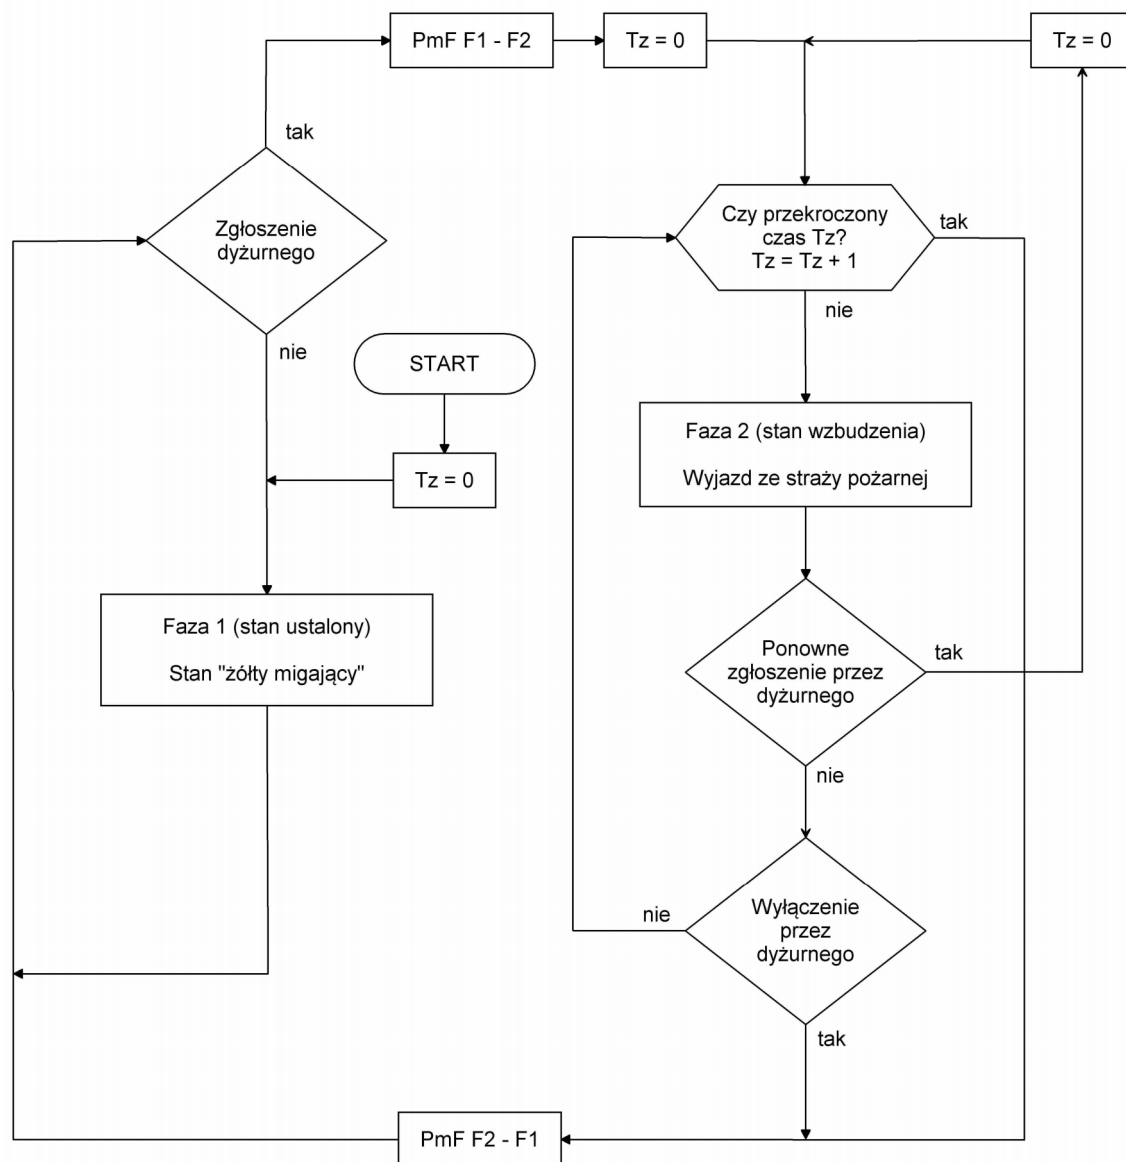 PmF F1 - F2
Tz = 0
Tz = 0
tak
Zgłoszenie
dyżurnego
nie
START
Tz = 0
Faza 1 (stan ustalony)
Stan "żółty migający"
Czy przekroczony
czas Tz?
Tz = Tz + 1
tak
nie
Faza 2 (stan wzbudzenia)
Wyjazd ze straży pożarnej
Ponowne
zgłoszenie przez
dyżurnego
tak
nie
Wyłączenie
przez
dyżurnego
nie
tak
PmF F2 - F1